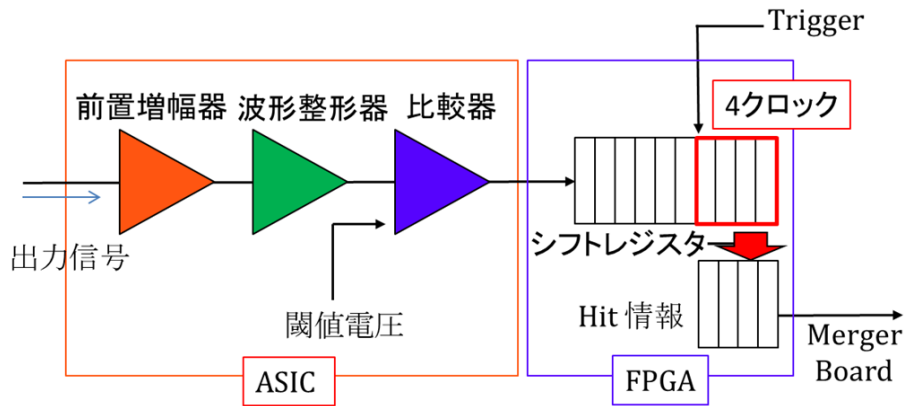 Trigger
前置増幅器
波形整形器
比較器
4クロック
出力信号
シフトレジスター
閾値電圧
Hit 情報
Merger
Board
ASIC
FPGA